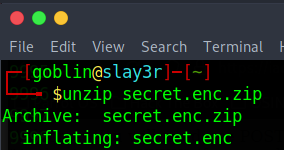 File Edit View Search Terminal
┌─[goblin@slay3r]─[~]
└──╼ $unzip secret.enc.zip
Archive:  secret.enc.zip
  inflating: secret.enc